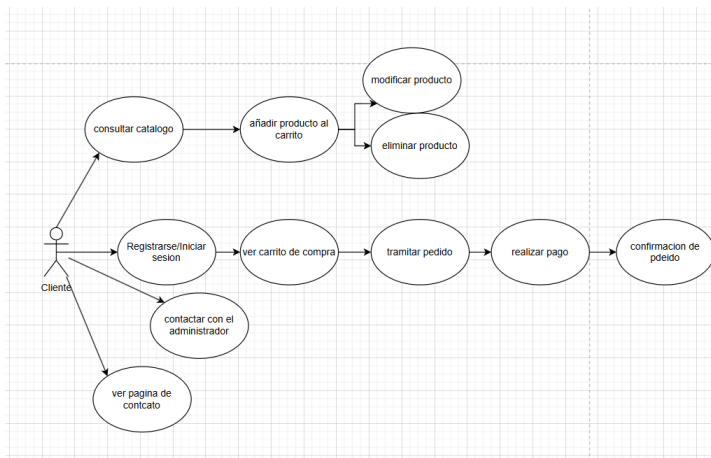 modificar producto
consultar catalogo
añadir producto al
carrito
eliminar producto
Cliente
Registrarse/Iniciar
sesion
ver carrito de compra
tramitar pedido
realizar pago
confirmacion de
pdeido
contactar con el
administrador
ver pagina de
contcato